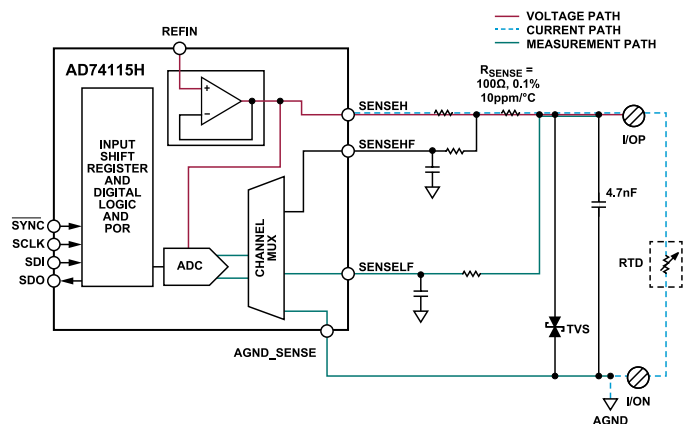 REFIN
VOLTAGE PATH
CURRENT PATH
MEASUREMENT PATH
AD74115H
RSENSE =
100Ω, 0.1%
10ppm/°C
+
−
SENSEH
I/OP
INPUT
SHIFT
REGISTER
AND
DIGITAL
LOGIC
AND
POR
SENSEHF
4.7nF
SYNC
SCLK
SDI
SDO
ADC
CHANNEL
MUX
SENSELF
RTD
TVS
AGND_SENSE
I/ON
AGND